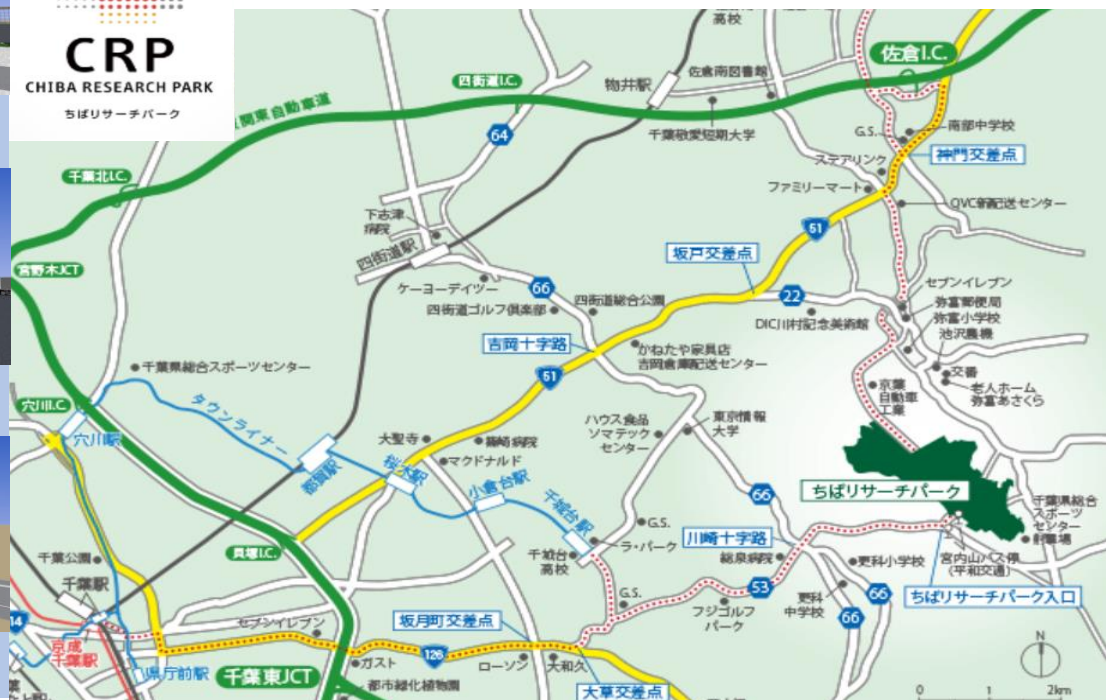 CRP
CHIBA RESEARCH PARK
ちばリサーチパーク
高校
佐倉I.C.
四街道I.C.
物井駅
佐倉南図書館
関東自動車道
64
千葉敬愛短期大学
G.S.
南部中学校
神門交差点
ステアリンク
ファミリーマート
QVC新配送センター
千葉北I.C.
下志津
病院
四街道駅
51
坂戸交差点
宮野木JCT
ケーヨーデイツー
66
22
セブンイレブン
弥富郵便局
弥富小学校
池沢農機
四街道ゴルフ倶楽部
四街道総合公園
DIC川村記念美術館
吉岡十字路
かねたや家具店
吉岡倉庫配送センター
51
千葉県総合スポーツセンター
交番
老人ホーム
弥富あさくら
京葉
自動車
工業
穴川I.C.
穴川駅
タウンライナー
大聖寺
篠崎病院
マクドナルド
ハウス食品
ソマテック
センター
東京情報
大学
都賀駅
桜木駅
小倉台駅
千城台駅
66
ちばリサーチパーク
千葉県総合
スポーツ
センター
射撃場
貝塚I.C.
G.S.
ラ・パーク
川崎十字路
総泉病院
更科小学校
宮内山バス停
(平和交通)
千葉公園
千葉駅
千城台
高校
G.S.
53
フジゴルフ
パーク
更科
中学校
66
66
ちばリサーチパーク入口
14
セブンイレブン
坂月町交差点
京成
千葉駅
県庁前駅
千葉東JCT
ガスト
126
ローソン
大和久
都市緑化植物園
大草交差点
N
0
1
2km